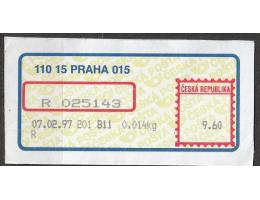 110 15 PRAHA 015
R 025143
ČESKÁ REPUBLIKA
07.02.97 201 B11 0.014kg
9.60
R